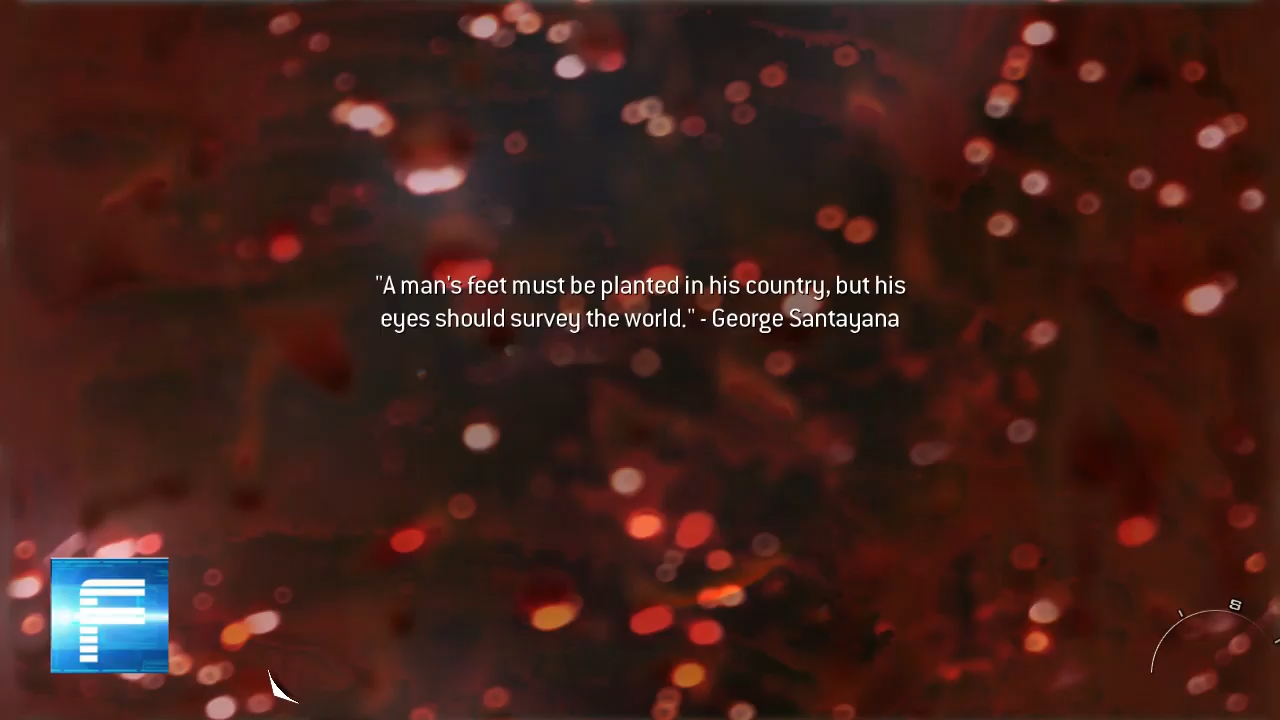 "A man's feet must be planted in his country, but his
eyes should survey the world." - George Santayana
F
S